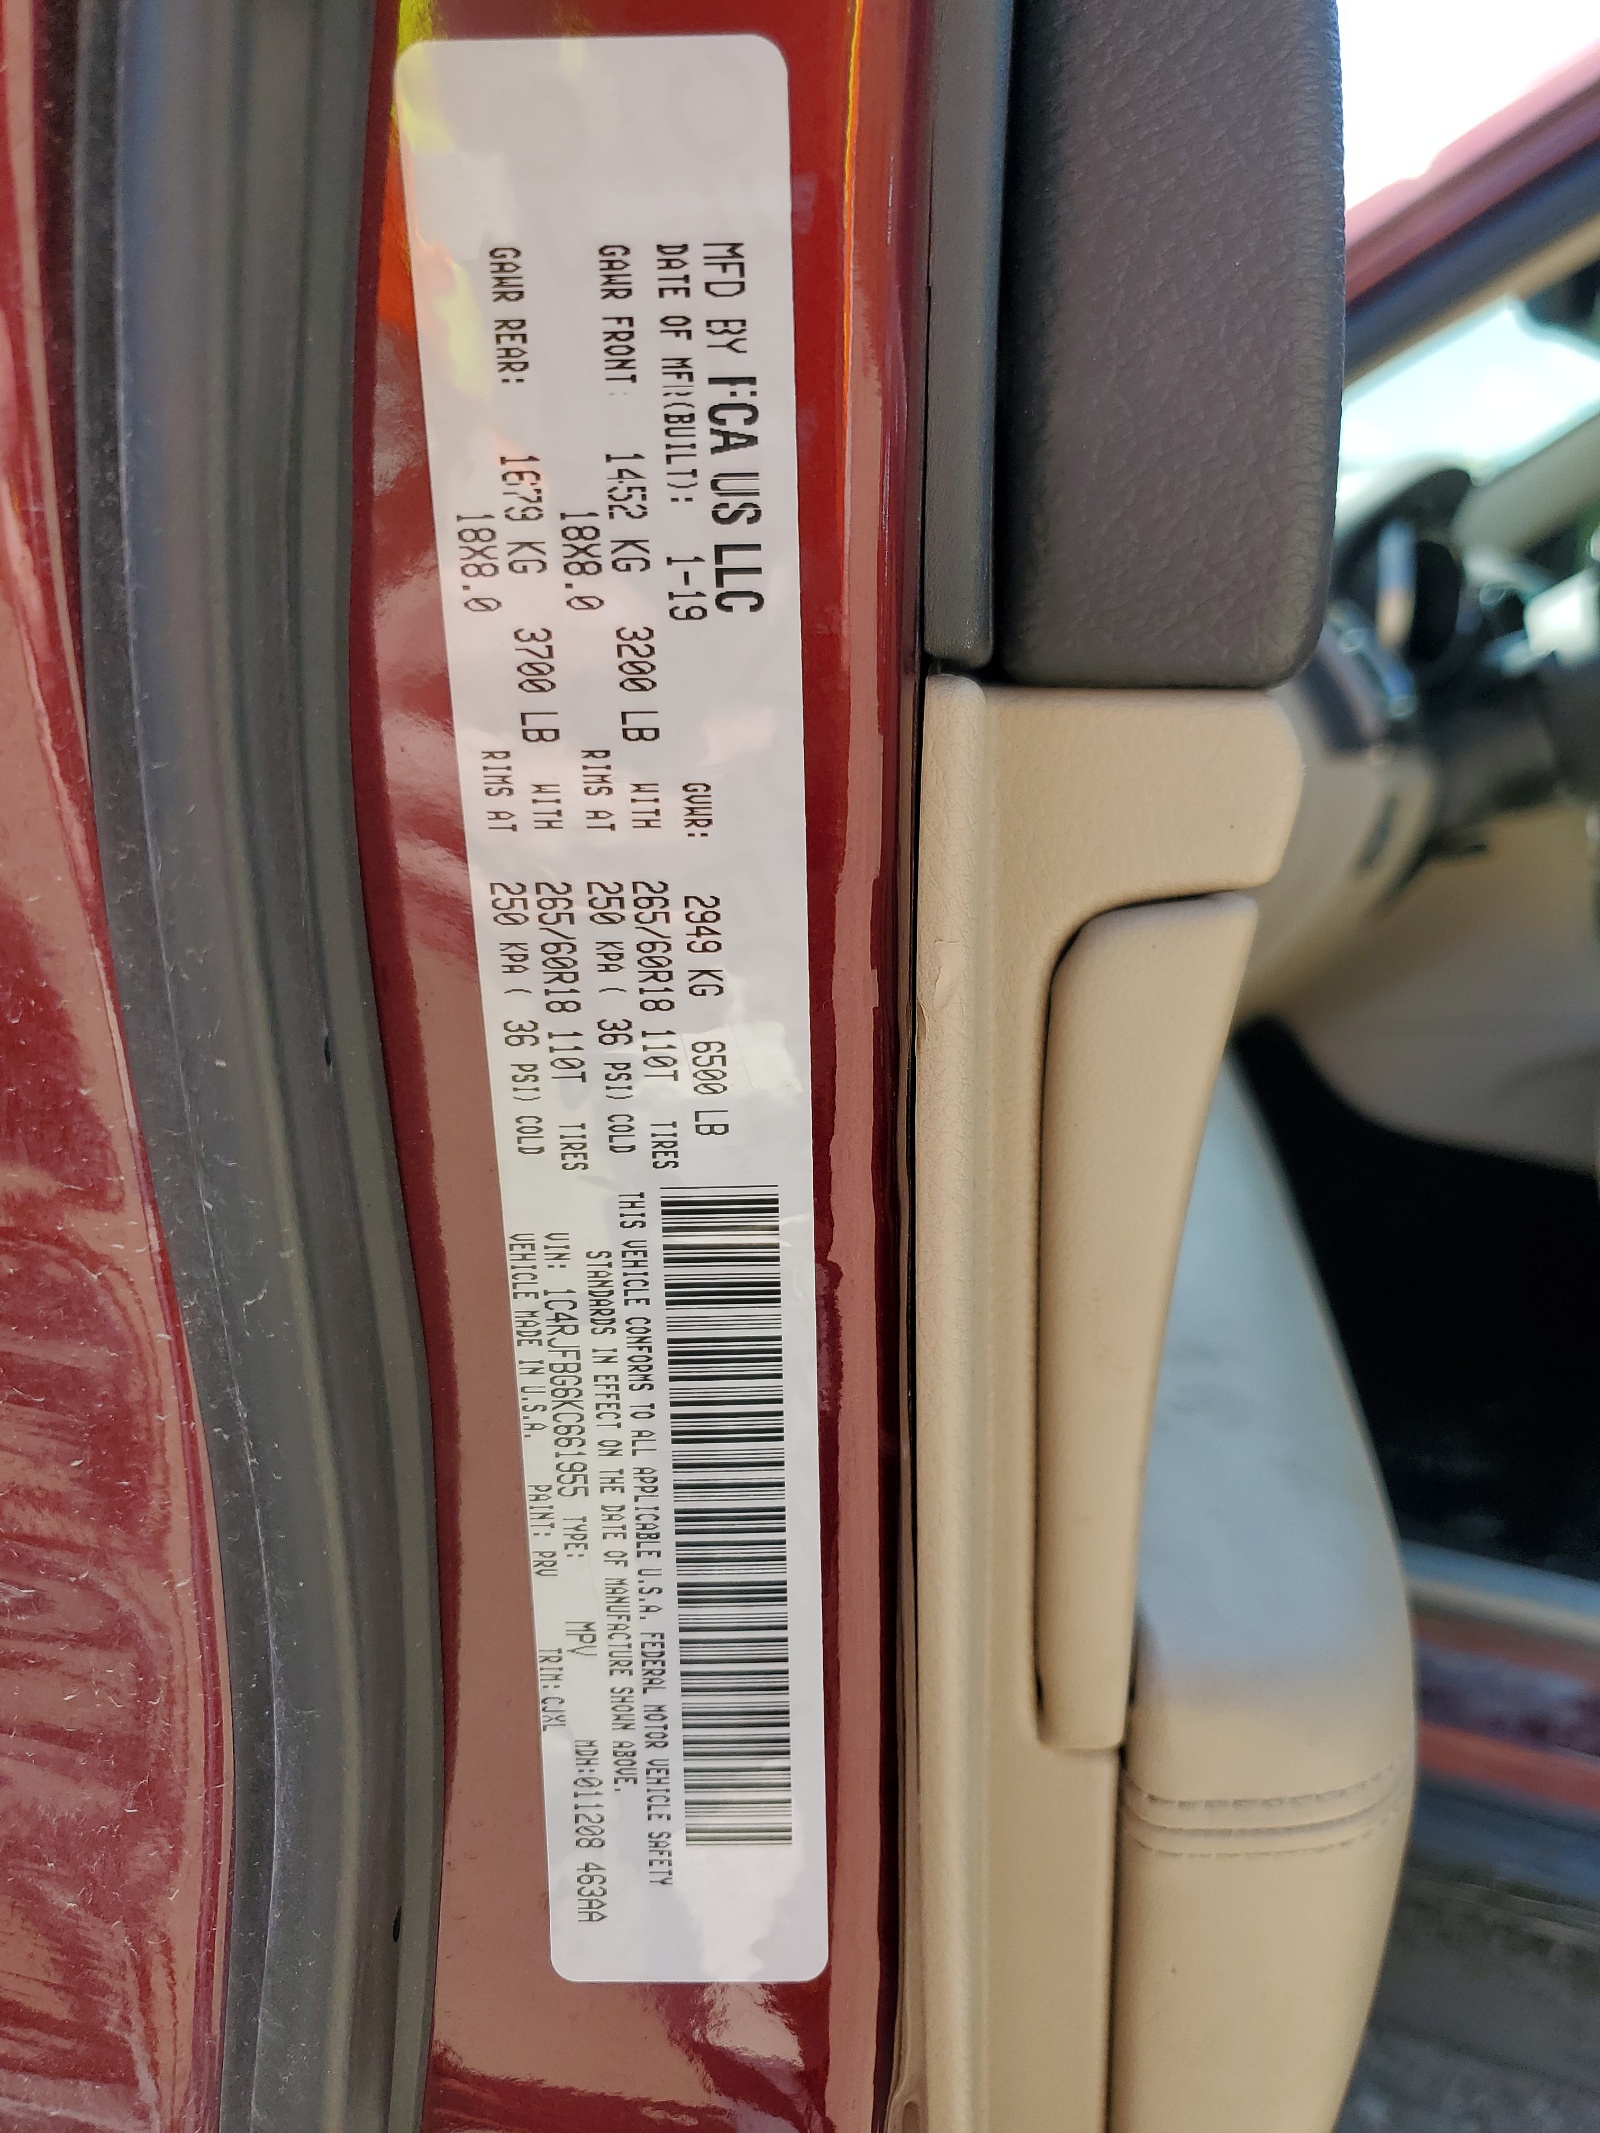 MFD BY FCA US LLC
DATE OF MFR(BUILT): 1-19 GVWR: 2949 KG 6500 LB
GAWR FRONT: 1452 KG 3200 LB WITH 265/60R18 110T TIRES
18X8.0 RIMS AT 250 KPA ( 36 PSI) COLD
GAWR REAR: 1679 KG 3700 LB WITH 265/60R18 110T TIRES
18X8.0 RIMS AT 250 KPA ( 36 PSI) COLD
THIS VEHICLE CONFORMS TO ALL APPLICABLE U.S.A. FEDERAL MOTOR VEHICLE SAFETY
STANDARDS IN EFFECT ON THE DATE OF MANUFACTURE SHOWN ABOVE.
VIN: 1C4RJFBG6KC661955 TYPE: MPV MDH:011208 463AA
VEHICLE MADE IN U.S.A. PAINT: PRV TRIM: CJXL